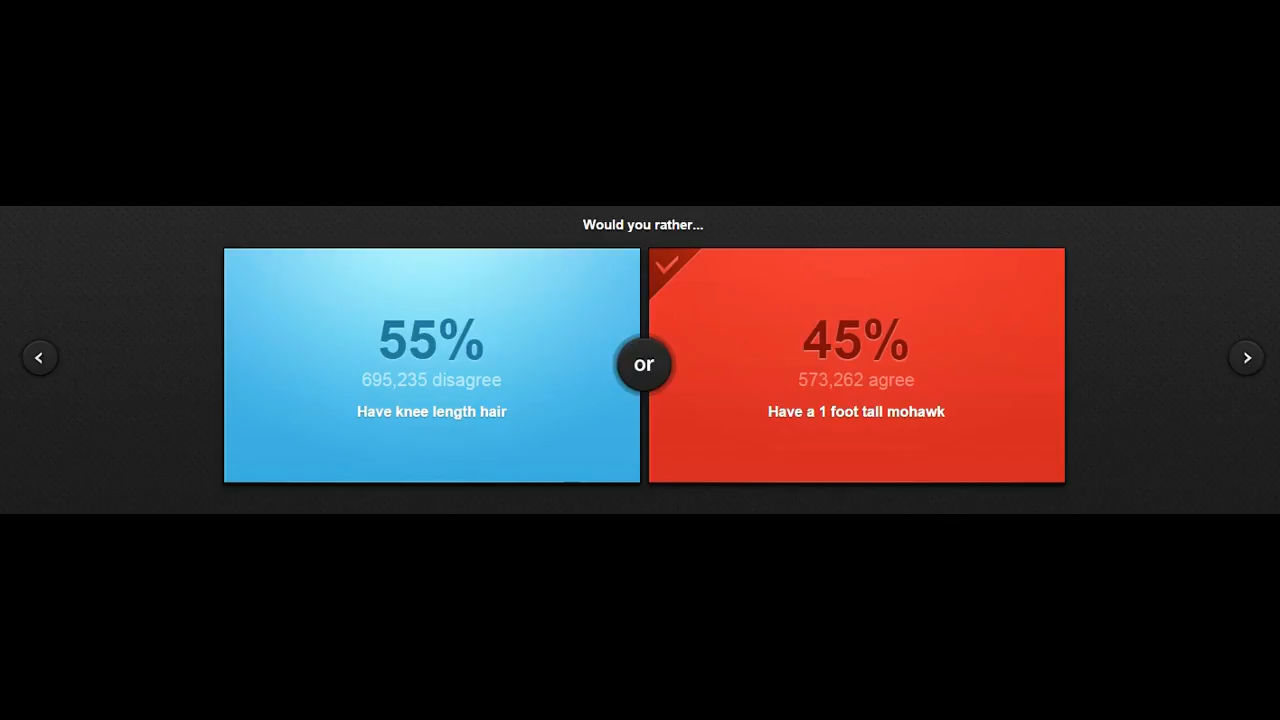 Would you rather...
55%
695,235 disagree
Have knee length hair
or
45%
573,262 agree
Have a 1 foot tall mohawk